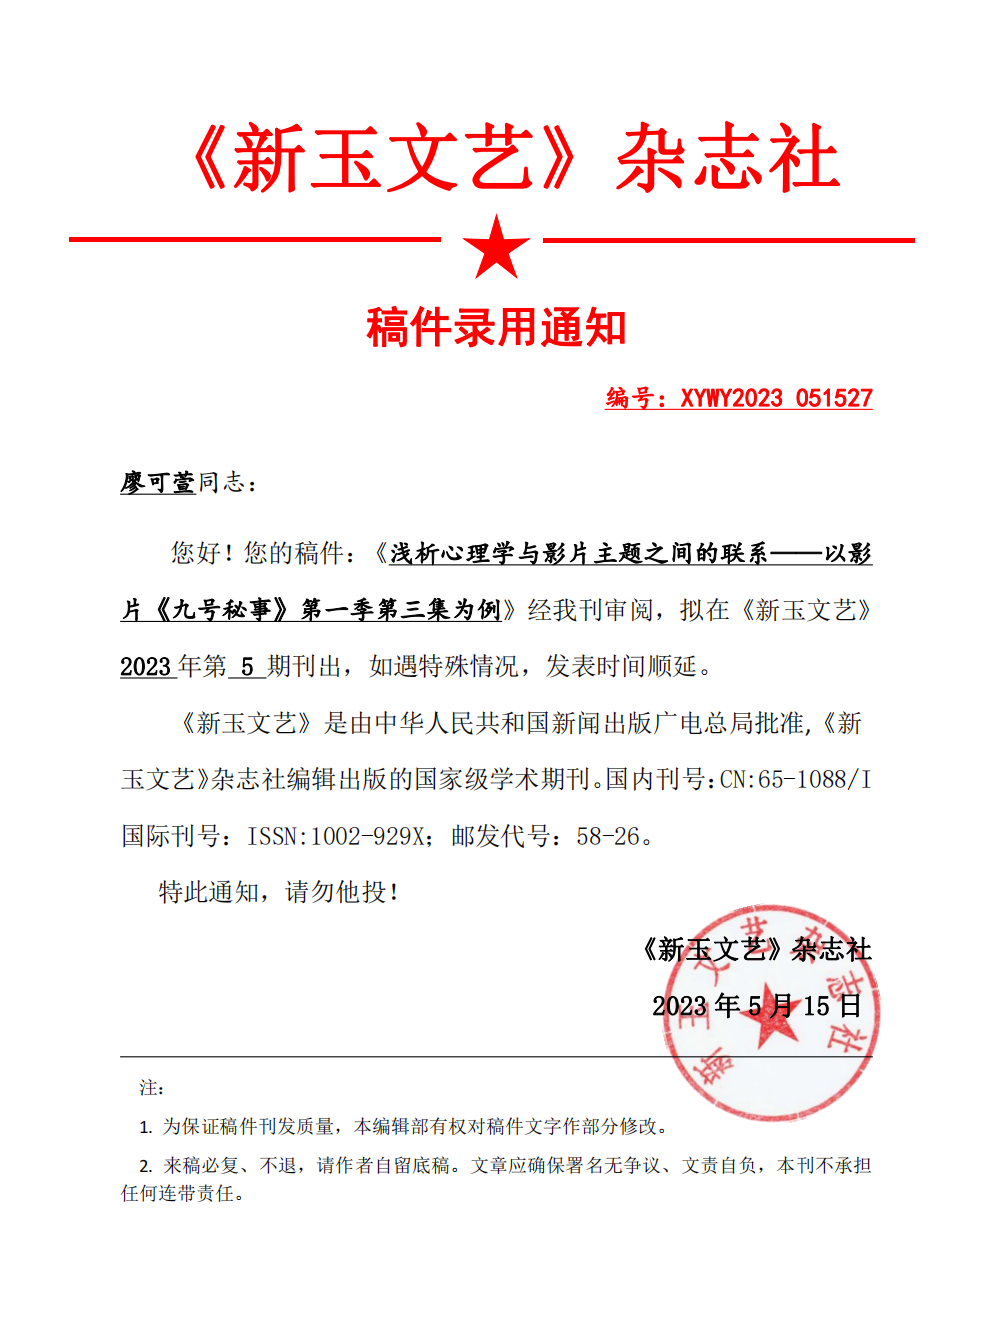 《新玉文艺》杂志社
稿件录用通知
编号：XYWY2023 051527
廖可萱同志：
您好！您的稿件：《浅析心理学与影片主题之间的联系——以影
片《九号秘事》第一季第三集为例》经我刊审阅，拟在《新玉文艺》
2023 年第 5 期刊出，如遇特殊情况，发表时间顺延。
《新玉文艺》是由中华人民共和国新闻出版广电总局批准,《新
玉文艺》杂志社编辑出版的国家级学术期刊。国内刊号：CN:65-1088/I
国际刊号：ISSN:1002-929X；邮发代号：58-26。
特此通知，请勿他投！
《新玉文艺》杂志社
2023 年 5 月 15 日
新玉文艺杂志社
注：
1. 为保证稿件刊发质量，本编辑部有权对稿件文字作部分修改。
2. 来稿必复、不退，请作者自留底稿。文章应确保署名无争议、文责自负，本刊不承担
任何连带责任。